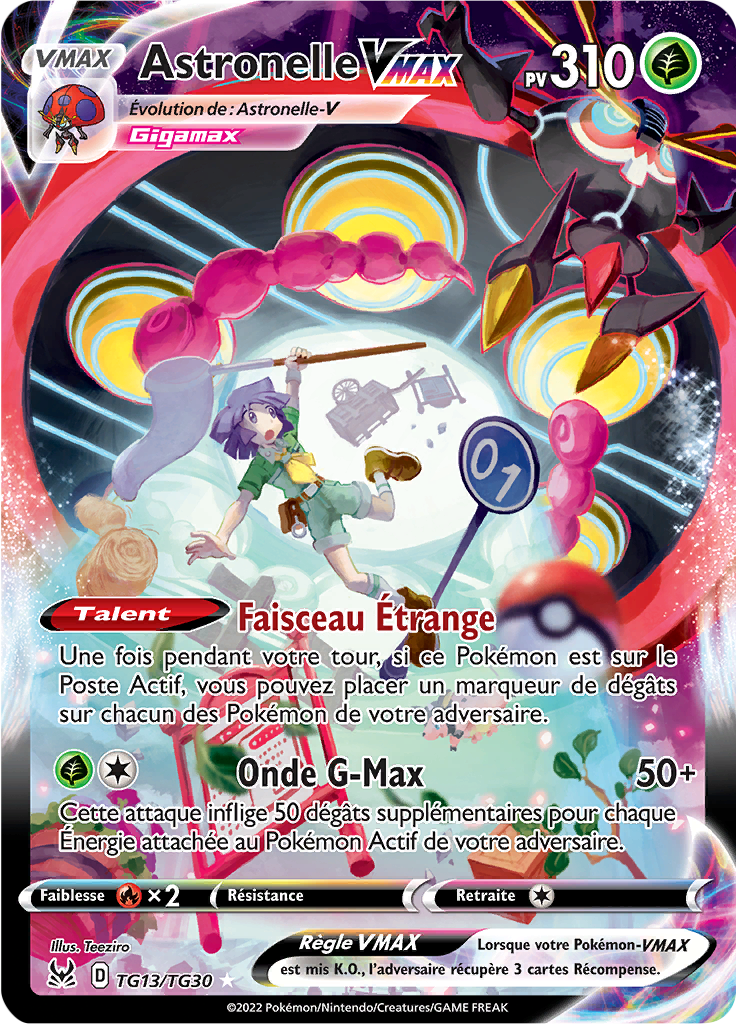 VMAX
Astronelle VMAX
PV 310
Évolution de : Astronelle-V
Gigamax
01
Talent Faisceau Étrange
Une fois pendant votre tour, si ce Pokémon est sur le
Poste Actif, vous pouvez placer un marqueur de dégâts
sur chacun des Pokémon de votre adversaire.
Onde G-Max 50+
Cette attaque inflige 50 dégâts supplémentaires pour chaque
Énergie attachée au Pokémon Actif de votre adversaire.
Faiblesse ×2 Résistance Retraite
Illus. Teeziro
D TG13/TG30
Règle VMAX Lorsque votre Pokémon-VMAX
est mis K.O., l'adversaire récupère 3 cartes Récompense.
©2022 Pokémon/Nintendo/Creatures/GAME FREAK